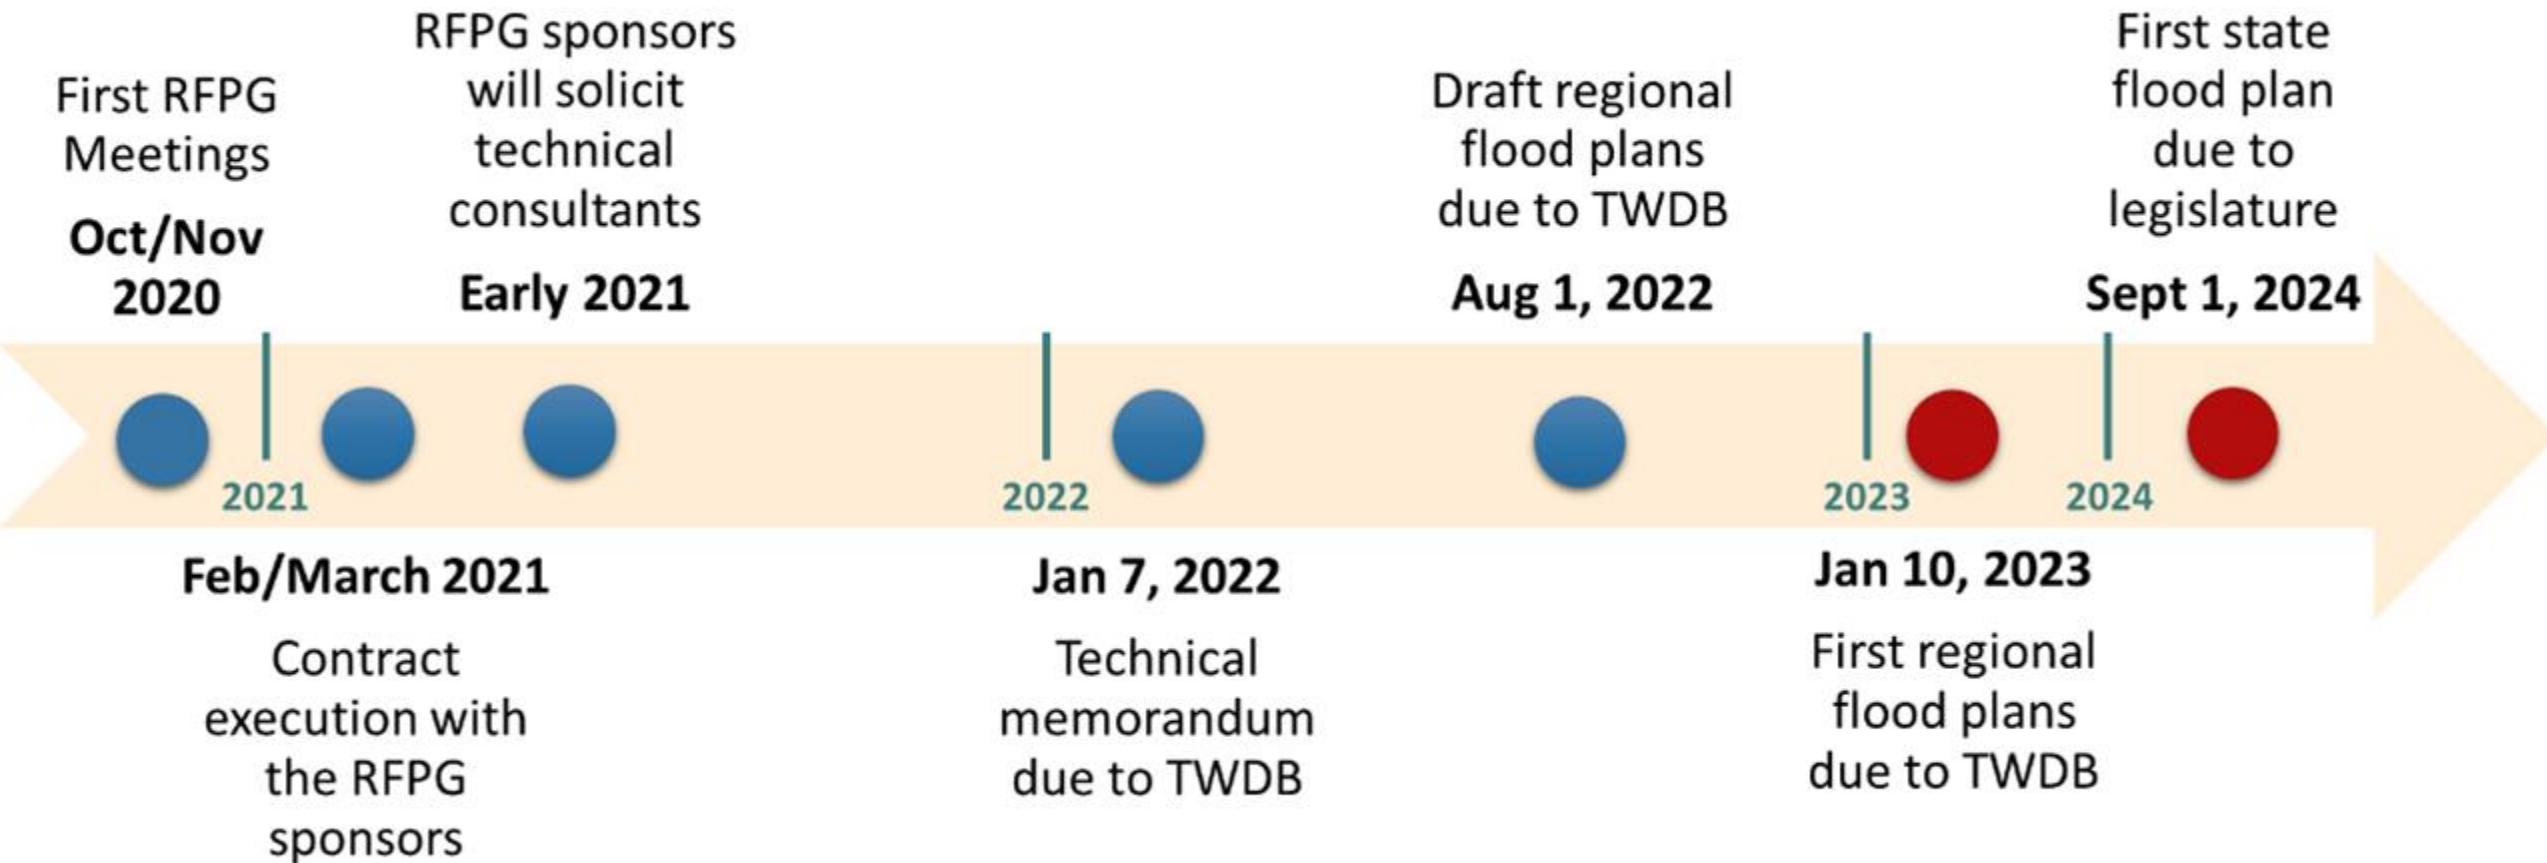 First RFPG
Meetings
Oct/Nov
2020
RFPG sponsors
will solicit
technical
consultants
Early 2021
Draft regional
flood plans
due to TWDB
Aug 1, 2022
First state
flood plan
due to
legislature
Sept 1, 2024
2021
2022
2023
2024
Feb/March 2021
Contract
execution with
the RFPG
sponsors
Jan 7, 2022
Technical
memorandum
due to TWDB
Jan 10, 2023
First regional
flood plans
due to TWDB